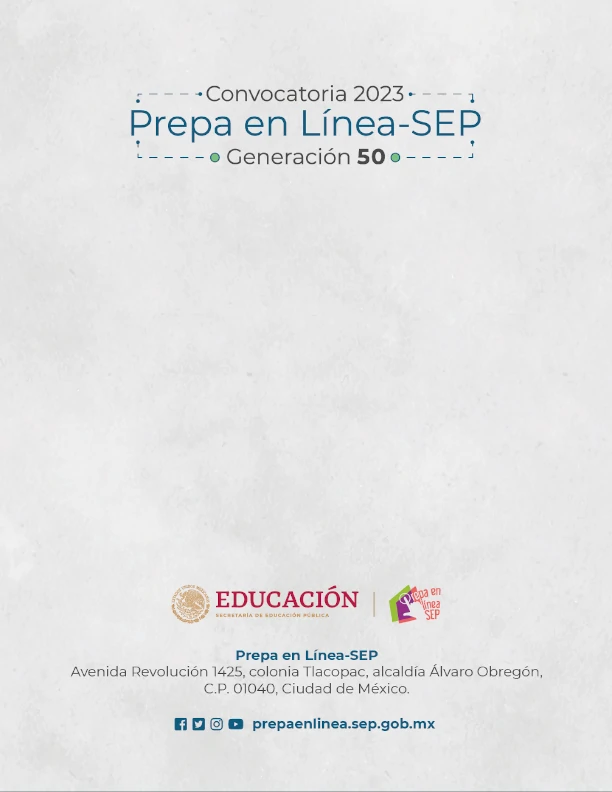 Convocatoria 2023
Prepa en Línea-SEP
Generación 50
EDUCACIÓN
SECRETARÍA DE EDUCACIÓN PÚBLICA
Prepa en
línea
SEP
Prepa en Línea-SEP
Avenida Revolución 1425, colonia Tlacopac, alcaldía Álvaro Obregón,
C.P. 01040, Ciudad de México.
prepaenlinea.sep.gob.mx